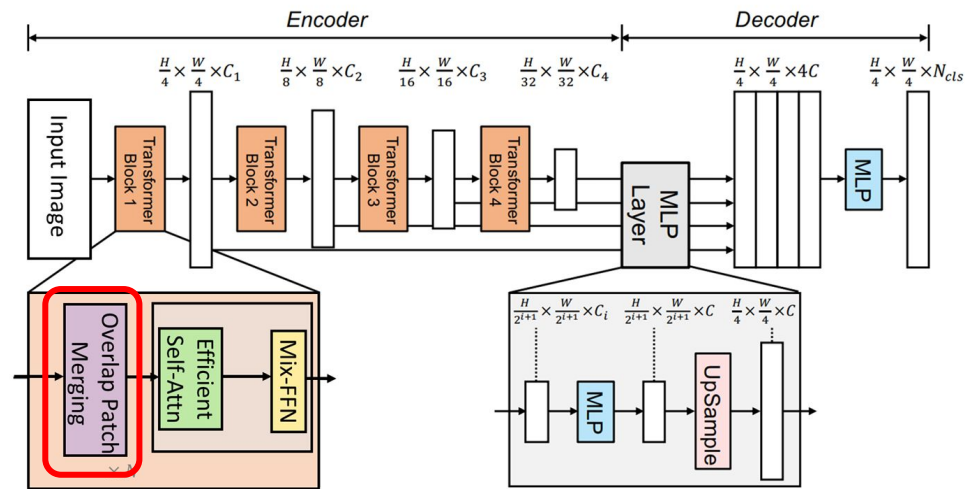 Encoder
Decoder
H/4 × W/4 × C₁
H/8 × W/8 × C₂
H/16 × W/16 × C₃
H/32 × W/32 × C₄
H/4 × W/4 × 4C
H/4 × W/4 × N_cls
Input Image
Transformer
Block 1
Transformer
Block 2
Transformer
Block 3
Transformer
Block 4
MLP
Layer
MLP
Overlap Patch
Merging
Efficient
Self-Attn
Mix-FFN
H/2^{i+1} × W/2^{i+1} × C_i
H/2^{i+1} × W/2^{i+1} × C
H/4 × W/4 × C
MLP
UpSample